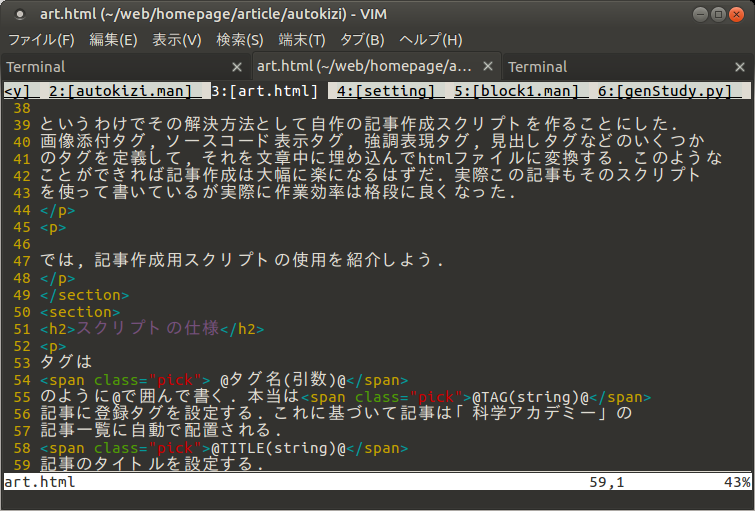 art.html (~/web/homepage/article/autokizi) - VIM
ファイル(F) 編集(E) 表示(V) 検索(S) 端末(T) タブ(B) ヘルプ(H)
Terminal × art.html (~/web/homepage/a... × Terminal ×
<y] 2:[autokizi.man] 3:[art.html] 4:[setting] 5:[block1.man] 6:[genStudy.py]
38
39 というわけでその解決方法として自作の記事作成スクリプトを作ることにした．
40 画像添付タグ，ソースコード表示タグ，強調表現タグ，見出しタグなどのいくつか
41 のタグを定義して，それを文章中に埋め込んでhtmlファイルに変換する．このような
42 ことができれば記事作成は大幅に楽になるはずだ．実際この記事もそのスクリプト
43 を使って書いているが実際に作業効率は格段に良くなった．
44 </p>
45 <p>
46
47 では，記事作成用スクリプトの使用を紹介しよう．
48 </p>
49 </section>
50 <section>
51 <h2>スクリプトの仕様</h2>
52 <p>
53 タグは
54 <span class="pick"> @タグ名(引数)@</span>
55 のように@で囲んで書く．本当は<span class="pick">@TAG(string)@</span>
56 記事に登録タグを設定する．これに基づいて記事は「科学アカデミー」の
57 記事一覧に自動で配置される．
58 <span class="pick">@TITLE(string)@</span>
59 記事のタイトルを設定する．
art.html 59,1 43%